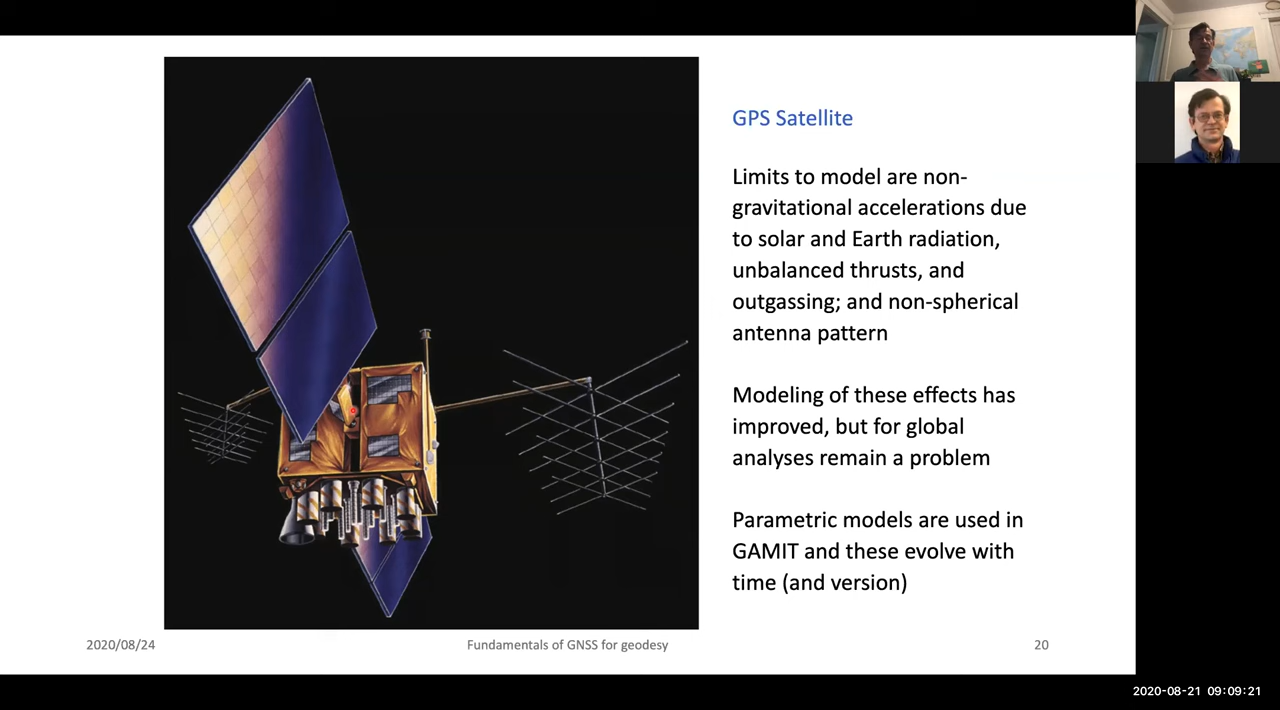 GPS Satellite
Limits to model are non-
gravitational accelerations due
to solar and Earth radiation,
unbalanced thrusts, and
outgassing; and non-spherical
antenna pattern
Modeling of these effects has
improved, but for global
analyses remain a problem
Parametric models are used in
GAMIT and these evolve with
time (and version)
2020/08/24
Fundamentals of GNSS for geodesy
20
2020-08-21 09:09:21